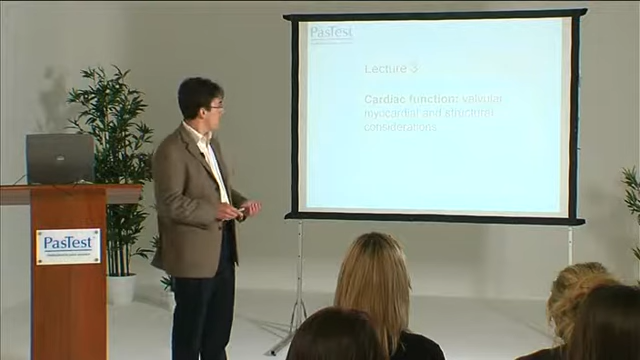 PasTest
Lecture 3
Cardiac function: valvular
myocardial and structural
considerations
PasTest